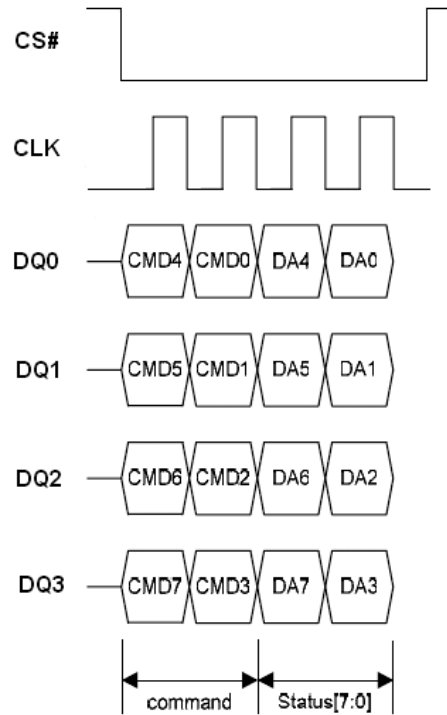 CS#
CLK
DQ0 CMD4 CMD0 DA4 DA0
DQ1 CMD5 CMD1 DA5 DA1
DQ2 CMD6 CMD2 DA6 DA2
DQ3 CMD7 CMD3 DA7 DA3
command Status[7:0]